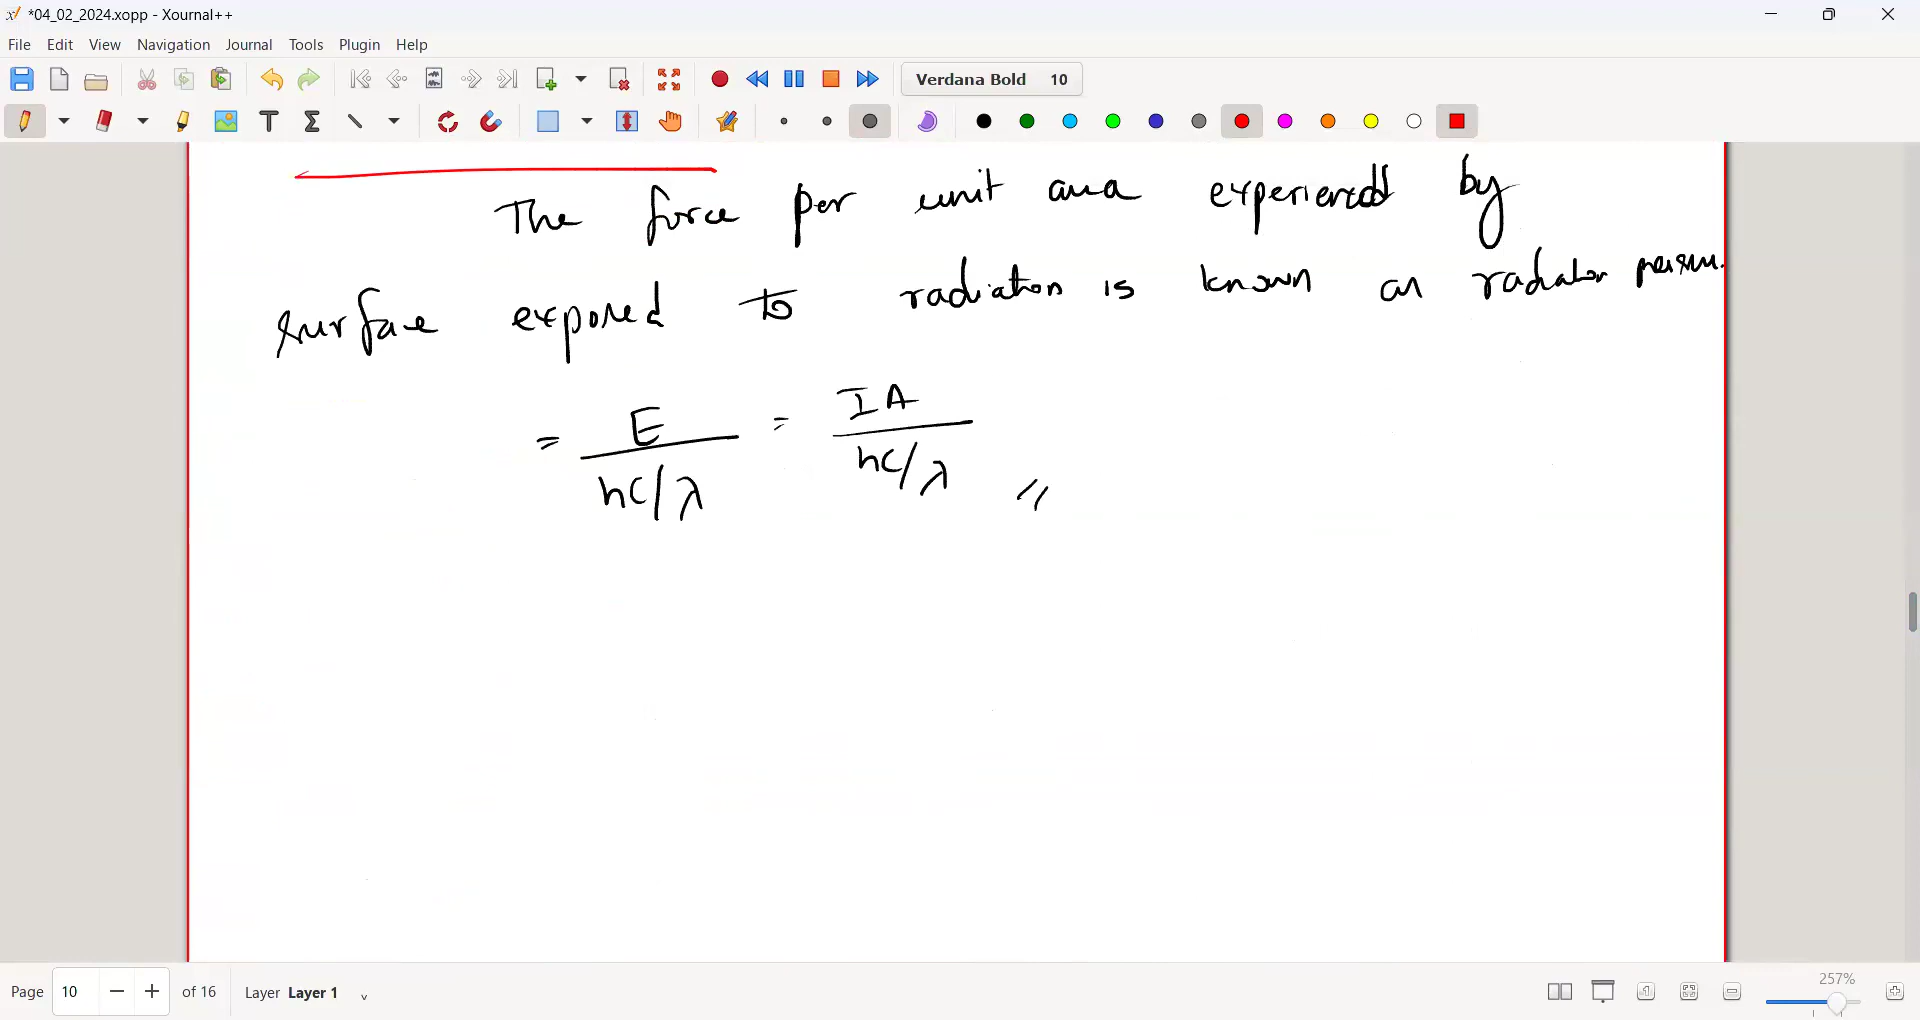 *04_02_2024.xopp - Xournal++
File Edit View Navigation Journal Tools Plugin Help
Verdana Bold 10
The force per unit area experienced by
surface exposed to radiation is known as radiation pressure.
= E / hc/λ = IA / hc/λ //
Page 10 of 16 Layer Layer 1 257%